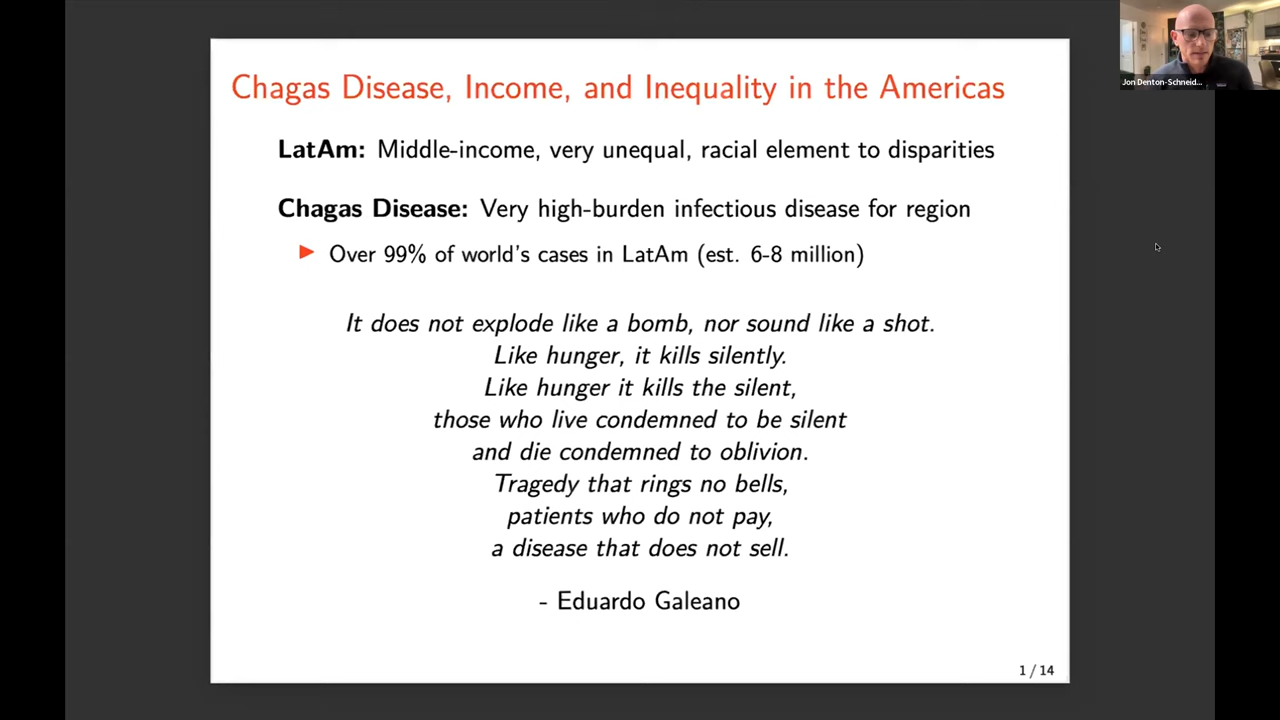 Chagas Disease, Income, and Inequality in the Americas
LatAm: Middle-income, very unequal, racial element to disparities
Chagas Disease: Very high-burden infectious disease for region
Over 99% of world's cases in LatAm (est. 6-8 million)
It does not explode like a bomb, nor sound like a shot.
Like hunger, it kills silently.
Like hunger it kills the silent,
those who live condemned to be silent
and die condemned to oblivion.
Tragedy that rings no bells,
patients who do not pay,
a disease that does not sell.
- Eduardo Galeano
1 / 14
Jon Denton-Schneid...